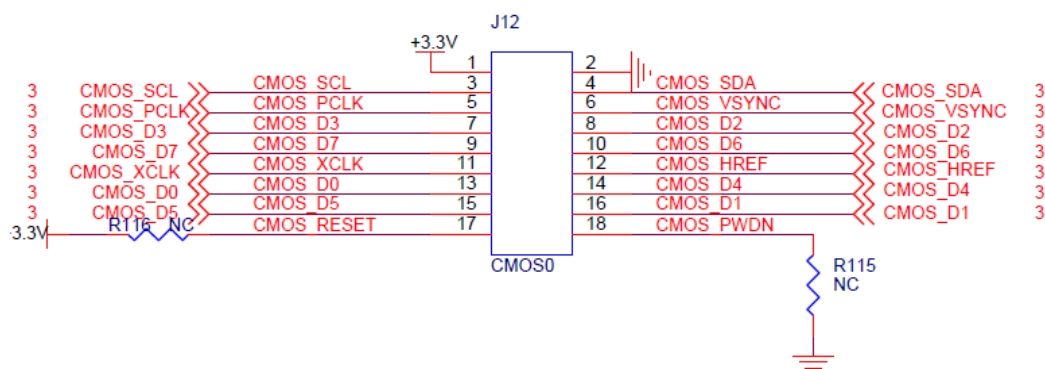 J12
+3.3V
1 2
3 CMOS_SCL CMOS_SCL 3 4 CMOS_SDA CMOS_SDA 3
3 CMOS_PCLK CMOS_PCLK 5 6 CMOS_VSYNC CMOS_VSYNC 3
3 CMOS_D3 CMOS_D3 7 8 CMOS_D2 CMOS_D2 3
3 CMOS_D7 CMOS_D7 9 10 CMOS_D6 CMOS_D6 3
3 CMOS_XCLK CMOS_XCLK 11 12 CMOS_HREF CMOS_HREF 3
3 CMOS_D0 CMOS_D0 13 14 CMOS_D4 CMOS_D4 3
3 CMOS_D5 CMOS_D5 15 16 CMOS_D1 CMOS_D1 3
3.3V R116 NC CMOS_RESET 17 18 CMOS_PWDN
CMOS0
R115
NC